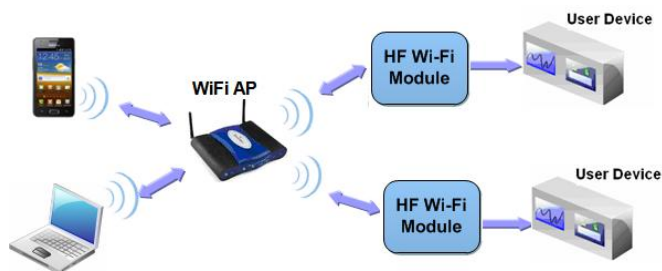 User Device
HF Wi-Fi
Module
WiFi AP
User Device
HF Wi-Fi
Module